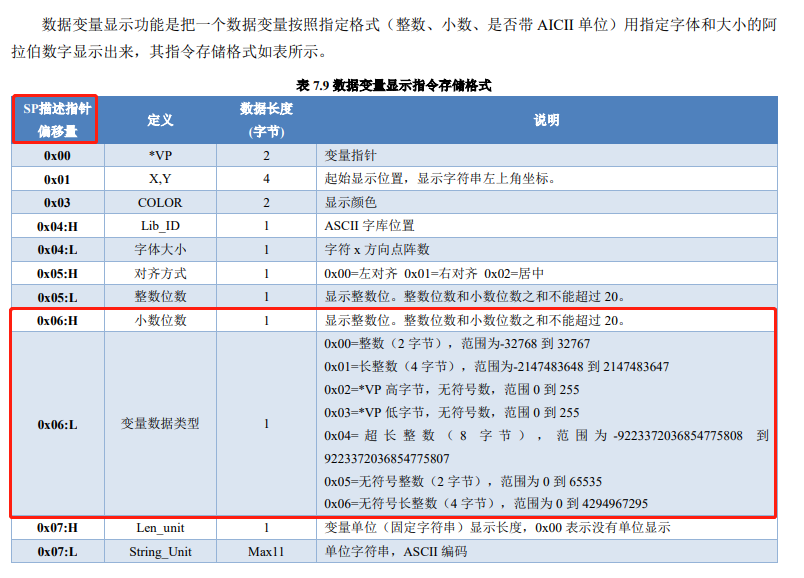 数据变量显示功能是把一个数据变量按照指定格式（整数、小数、是否带 AICII 单位）用指定字体和大小的阿
拉伯数字显示出来，其指令存储格式如表所示。
表 7.9 数据变量显示指令存储格式
SP描述指针
偏移量
定义
数据长度
(字节)
说明
0x00 *VP 2 变量指针
0x01 X,Y 4 起始显示位置，显示字符串左上角坐标。
0x03 COLOR 2 显示颜色
0x04:H Lib_ID 1 ASCII 字库位置
0x04:L 字体大小 1 字符 x 方向点阵数
0x05:H 对齐方式 1 0x00=左对齐 0x01=右对齐 0x02=居中
0x05:L 整数位数 1 显示整数位。整数位数和小数位数之和不能超过 20。
0x06:H 小数位数 1 显示整数位。整数位数和小数位数之和不能超过 20。
0x06:L 变量数据类型 1
0x00=整数（2 字节），范围为-32768 到 32767
0x01=长整数（4 字节），范围为-2147483648 到 2147483647
0x02=*VP 高字节，无符号数，范围 0 到 255
0x03=*VP 低字节，无符号数，范围 0 到 255
0x04=超长整数（8 字节），范围为-9223372036854775808 到
9223372036854775807
0x05=无符号整数（2 字节），范围为 0 到 65535
0x06=无符号长整数（4 字节），范围为 0 到 4294967295
0x07:H Len_unit 1 变量单位（固定字符串）显示长度，0x00 表示没有单位显示
0x07:L String_Unit Max11 单位字符串，ASCII 编码